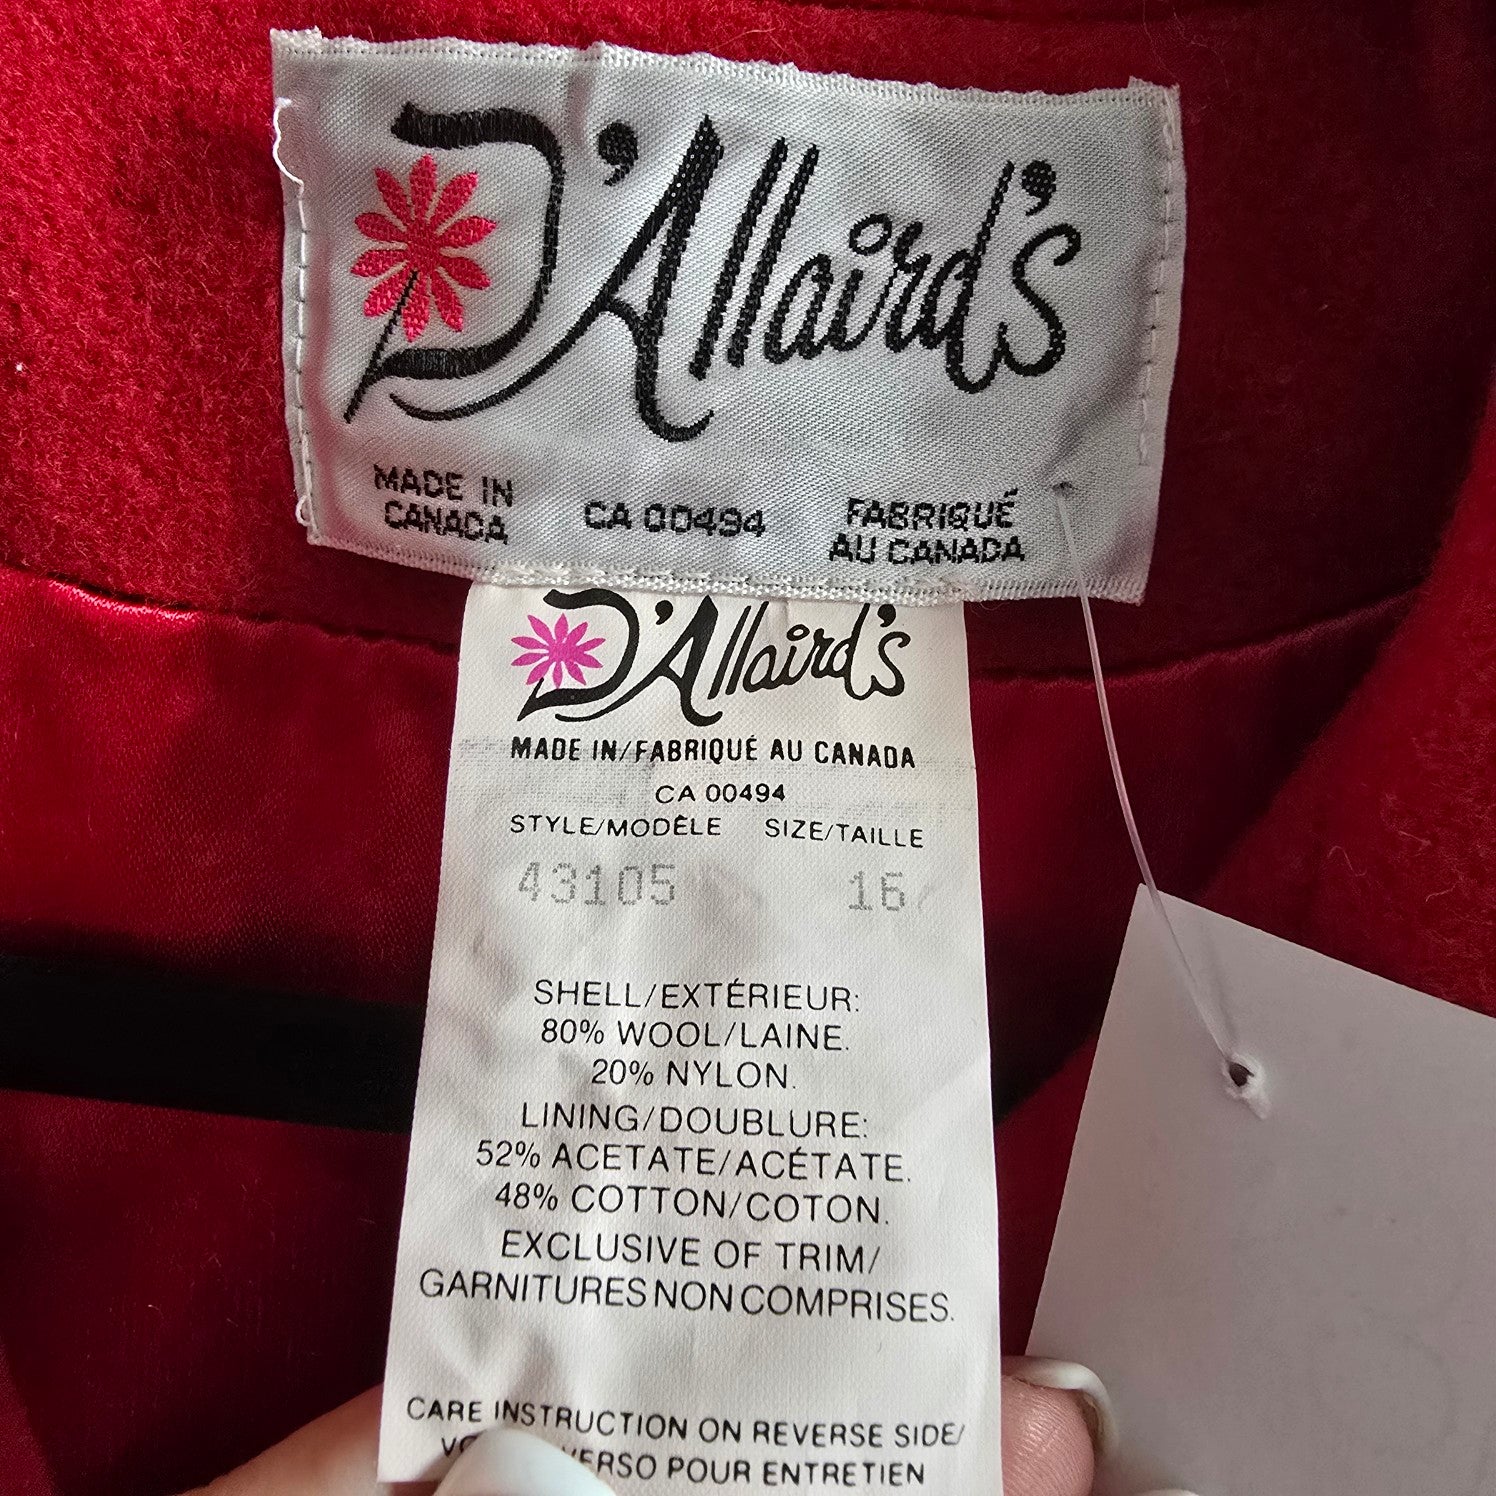 D'Allaird's
MADE IN
CANADA
CA 00494
FABRIQUÉ
AU CANADA
D'Allaird's
MADE IN/FABRIQUÉ AU CANADA
CA 00494
STYLE/MODÈLE SIZE/TAILLE
43105 16
SHELL/EXTÉRIEUR:
80% WOOL/LAINE.
20% NYLON.
LINING/DOUBLURE:
52% ACETATE/ACÉTATE.
48% COTTON/COTON.
EXCLUSIVE OF TRIM/
GARNITURES NON COMPRISES.
CARE INSTRUCTION ON REVERSE SIDE/
POUR ENTRETIEN